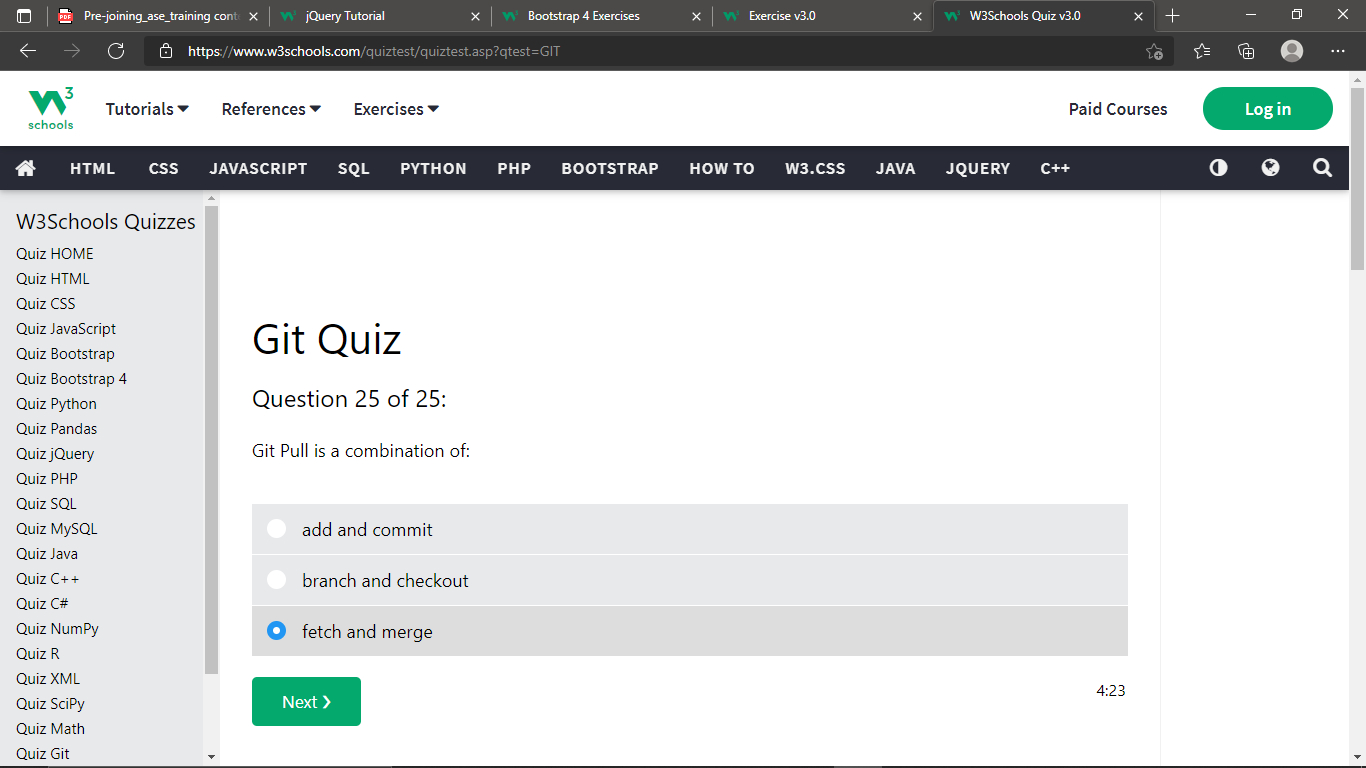 Pre-joining_ase_training cont
jQuery Tutorial
Bootstrap 4 Exercises
Exercise v3.0
W3Schools Quiz v3.0
https://www.w3schools.com/quiztest/quiztest.asp?qtest=GIT
W3 schools
Tutorials
References
Exercises
Paid Courses
Log in
HTML CSS JAVASCRIPT SQL PYTHON PHP BOOTSTRAP HOW TO W3.CSS JAVA JQUERY C++
W3Schools Quizzes
Quiz HOME
Quiz HTML
Quiz CSS
Quiz JavaScript
Quiz Bootstrap
Quiz Bootstrap 4
Quiz Python
Quiz Pandas
Quiz jQuery
Quiz PHP
Quiz SQL
Quiz MySQL
Quiz Java
Quiz C++
Quiz C#
Quiz NumPy
Quiz R
Quiz XML
Quiz SciPy
Quiz Math
Quiz Git
Git Quiz
Question 25 of 25:
Git Pull is a combination of:
add and commit
branch and checkout
fetch and merge
Next ❯
4:23